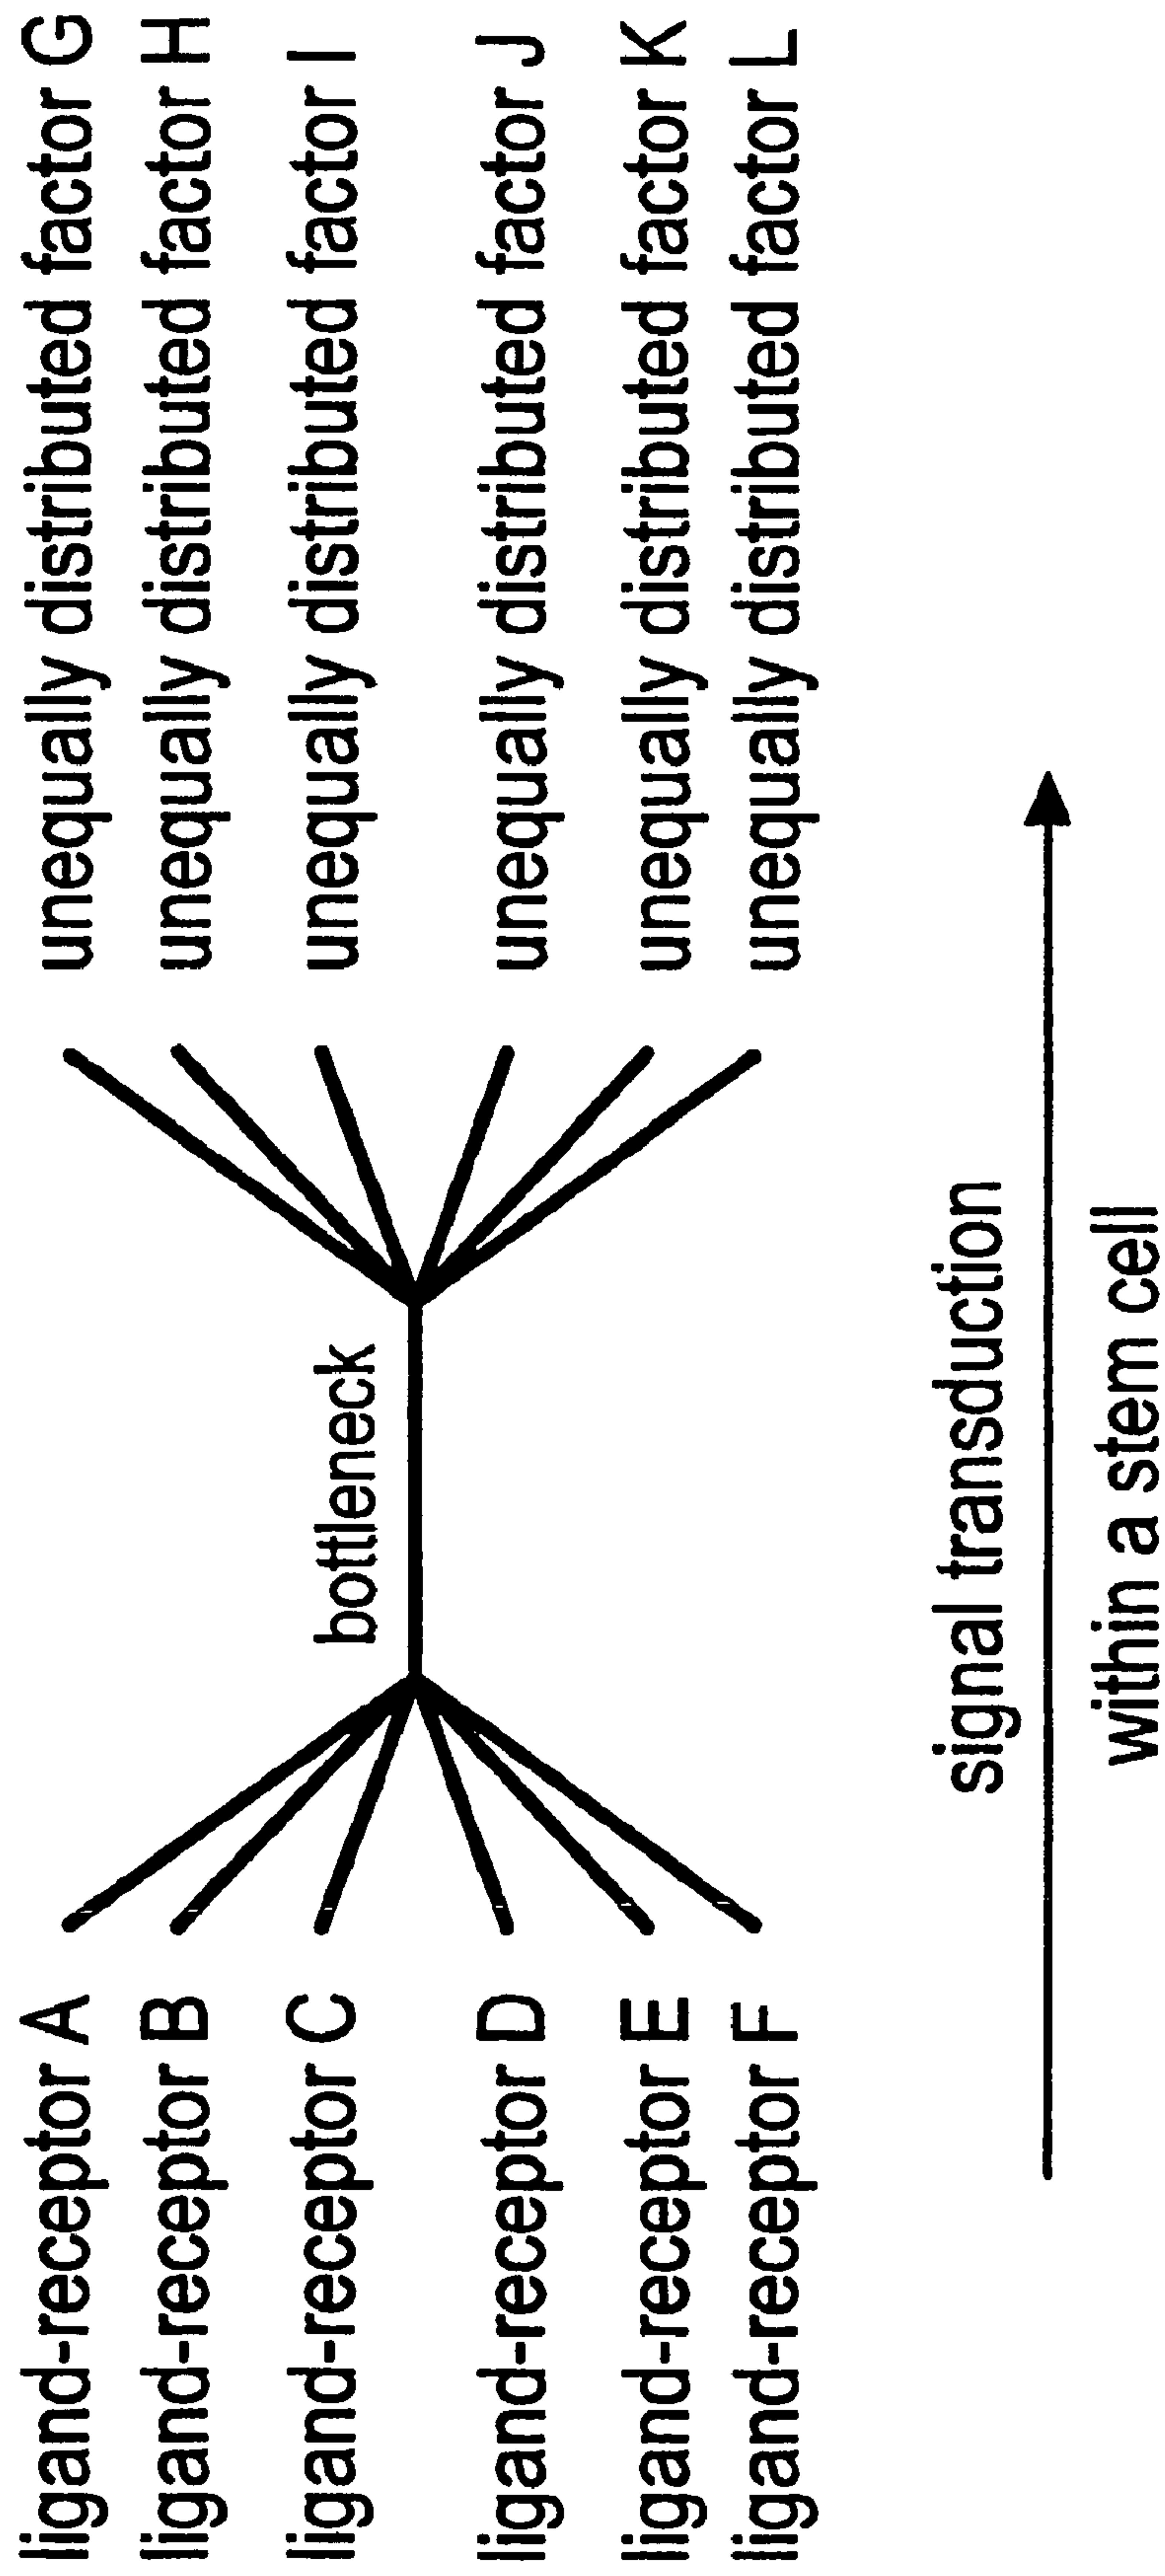 ligand-receptor A
ligand-receptor B
ligand-receptor C
ligand-receptor D
ligand-receptor E
ligand-receptor F
bottleneck
unequally distributed factor G
unequally distributed factor H
unequally distributed factor I
unequally distributed factor J
unequally distributed factor K
unequally distributed factor L
signal transduction
within a stem cell